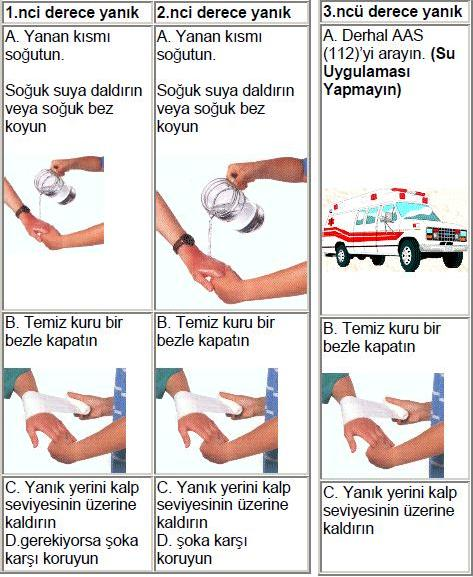 1.nci derece yanık
A. Yanan kısmı
soğutun.
Soğuk suya daldırın
veya soğuk bez
koyun
B. Temiz kuru bir
bezle kapatın
C. Yanık yerini kalp
seviyesinin üzerine
kaldırın
D.gerekiyorsa şoka
karşı koruyun
2.nci derece yanık
A. Yanan kısmı
soğutun.
Soğuk suya daldırın
veya soğuk bez
koyun
B. Temiz kuru bir
bezle kapatın
C. Yanık yerini kalp
seviyesinin üzerine
kaldırın
D. şoka karşı
koruyun
3.ncü derece yanık
A. Derhal AAS
(112)’yi arayın. (Su
Uygulaması
Yapmayın)
B. Temiz kuru bir
bezle kapatın
C. Yanık yerini kalp
seviyesinin üzerine
kaldırın